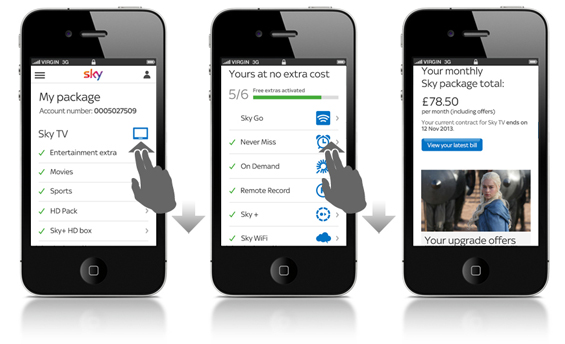 VIRGIN 3G
sky
My package
Account number: 0005027509
Sky TV
Entertainment extra
Movies
Sports
HD Pack
Sky+ HD box
VIRGIN 3G
Yours at no extra cost
5/6
Free extras activated
Sky Go
Never Miss
On Demand
Remote Record
Sky +
Sky WiFi
VIRGIN 3G
Your monthly
Sky package total:
£78.50
per month (including offers)
Your current contract for Sky TV ends on
12 Nov 2013.
View your latest bill
Your upgrade offers